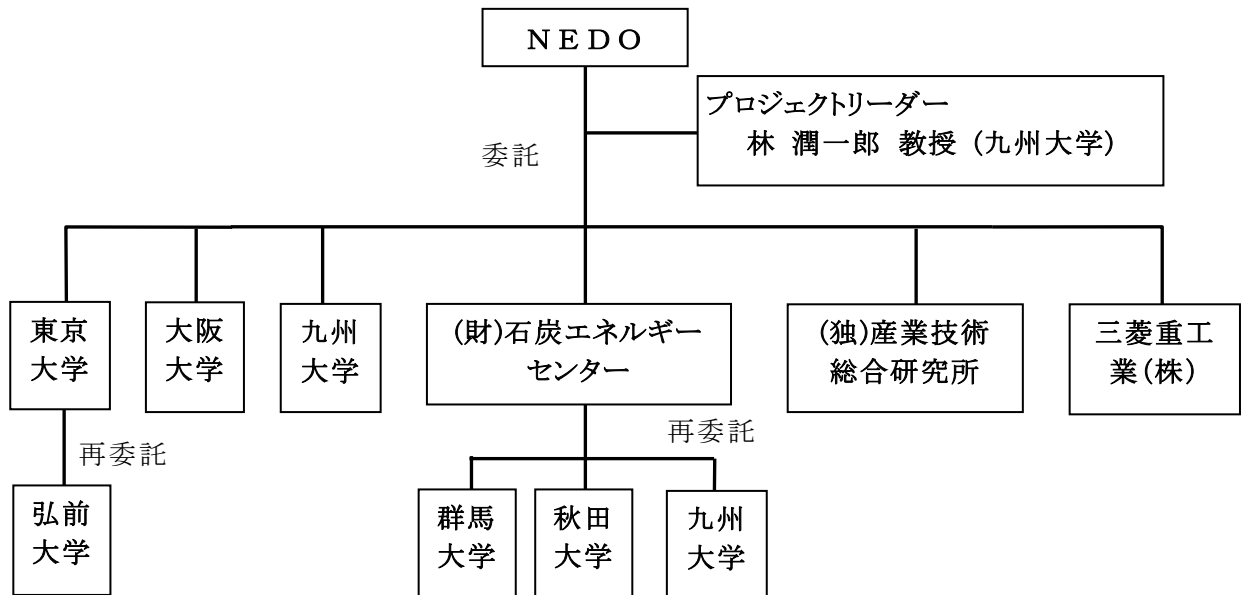 NEDO
プロジェクトリーダー
林 潤一郎 教授 (九州大学)
委託
東京
大学
大阪
大学
九州
大学
(財)石炭エネルギー
センター
(独)産業技術
総合研究所
三菱重工
業(株)
再委託
再委託
弘前
大学
群馬
大学
秋田
大学
九州
大学